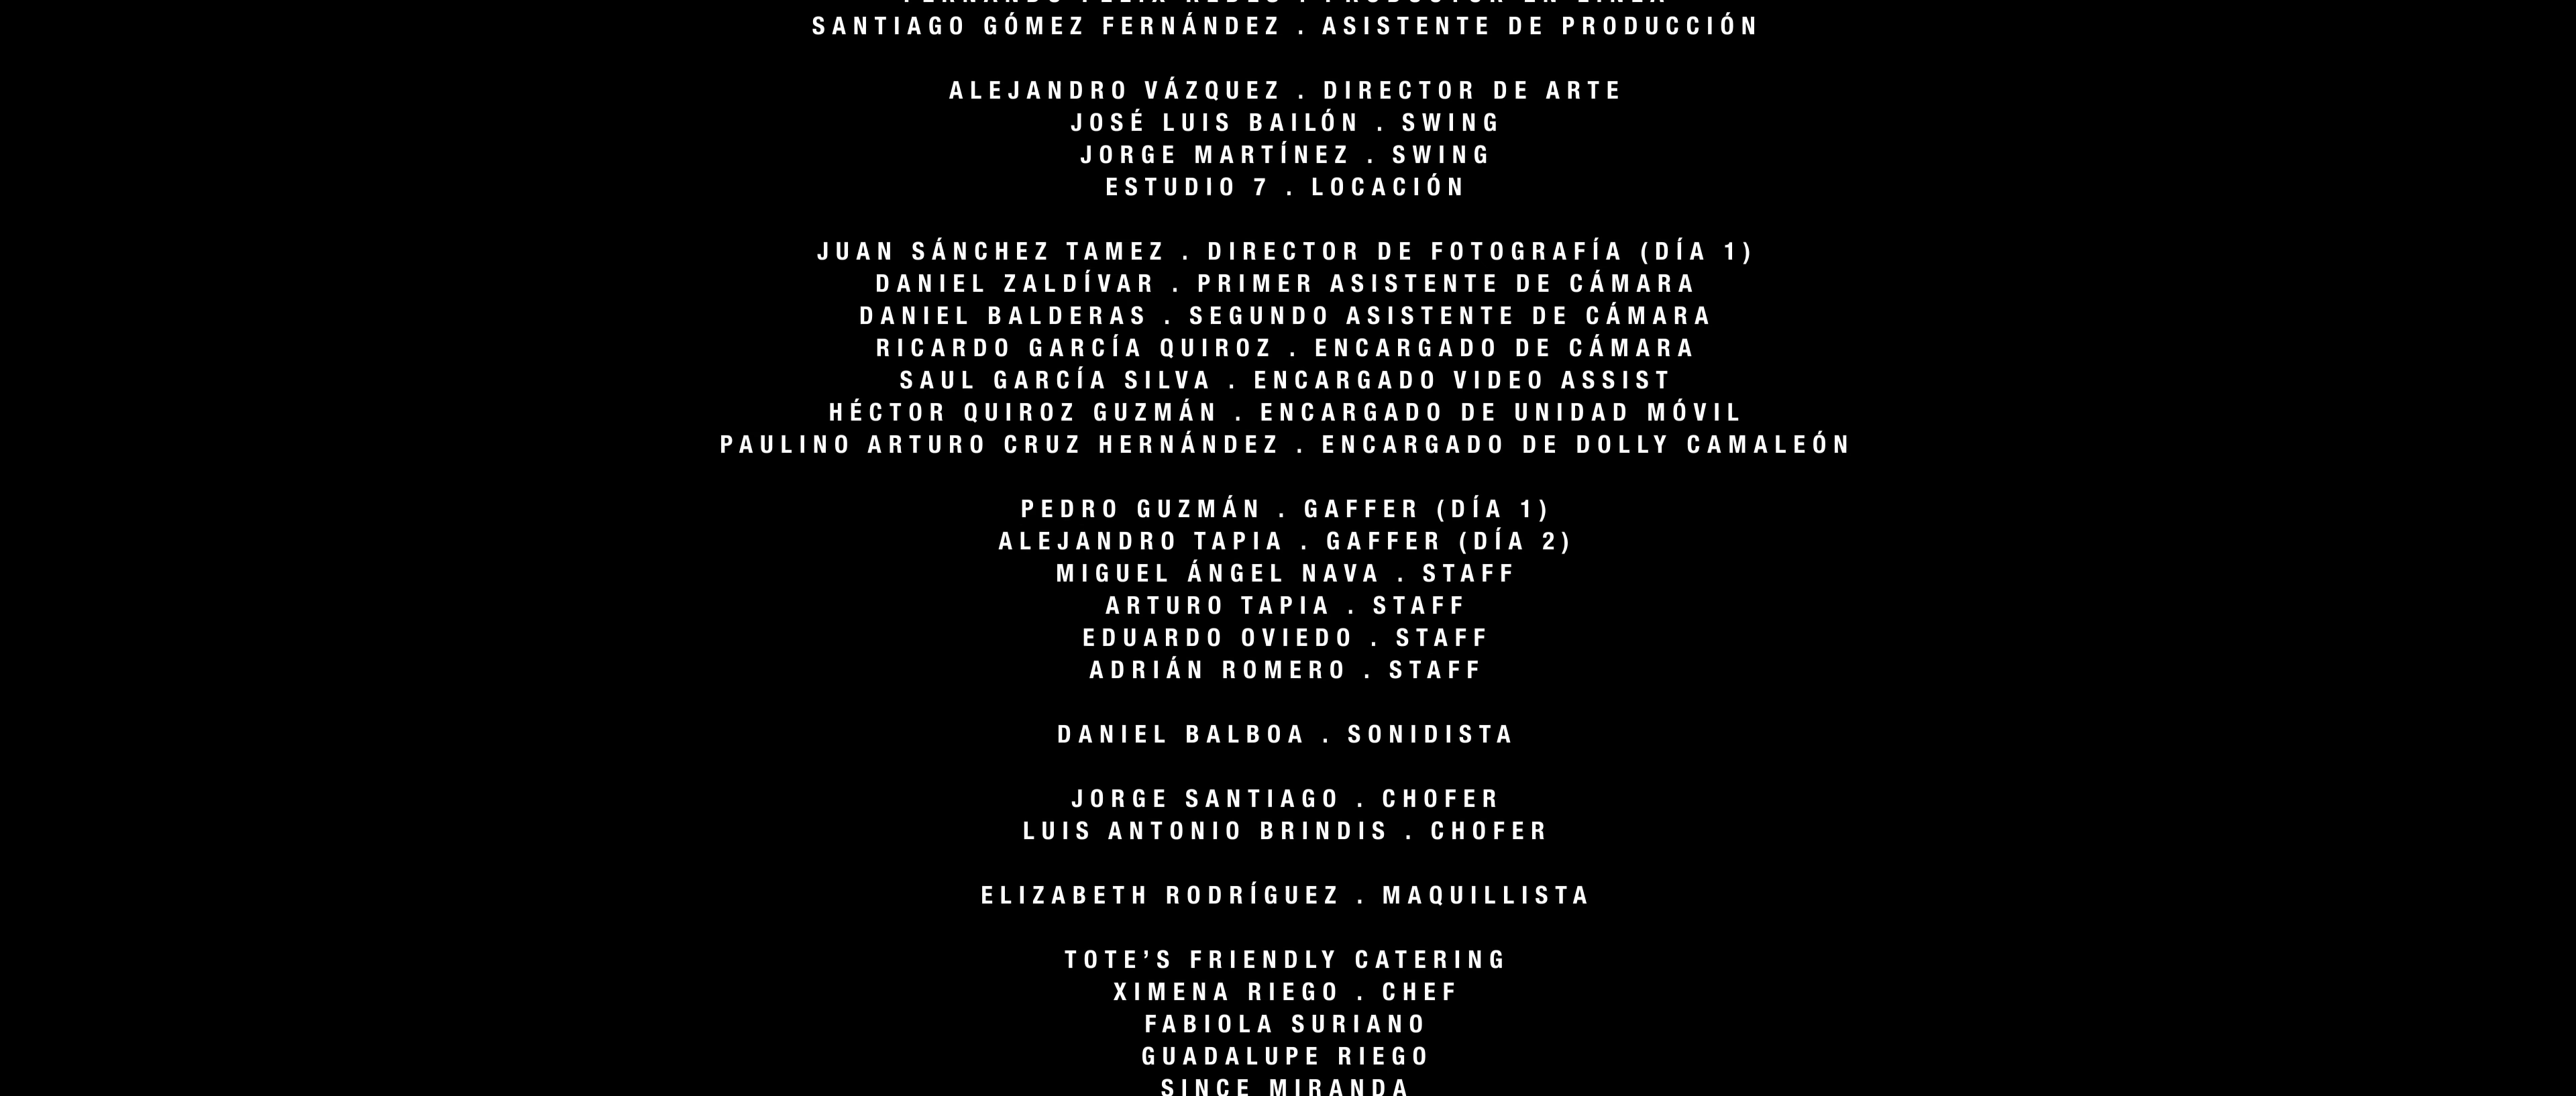 SANTIAGO GÓMEZ FERNÁNDEZ . ASISTENTE DE PRODUCCIÓN
ALEJANDRO VÁZQUEZ . DIRECTOR DE ARTE
JOSÉ LUIS BAILÓN . SWING
JORGE MARTÍNEZ . SWING
ESTUDIO 7 . LOCACIÓN
JUAN SÁNCHEZ TAMEZ . DIRECTOR DE FOTOGRAFÍA (DÍA 1)
DANIEL ZALDÍVAR . PRIMER ASISTENTE DE CÁMARA
DANIEL BALDERAS . SEGUNDO ASISTENTE DE CÁMARA
RICARDO GARCÍA QUIROZ . ENCARGADO DE CÁMARA
SAUL GARCÍA SILVA . ENCARGADO VIDEO ASSIST
HÉCTOR QUIROZ GUZMÁN . ENCARGADO DE UNIDAD MÓVIL
PAULINO ARTURO CRUZ HERNÁNDEZ . ENCARGADO DE DOLLY CAMALEÓN
PEDRO GUZMÁN . GAFFER (DÍA 1)
ALEJANDRO TAPIA . GAFFER (DÍA 2)
MIGUEL ÁNGEL NAVA . STAFF
ARTURO TAPIA . STAFF
EDUARDO OVIEDO . STAFF
ADRIÁN ROMERO . STAFF
DANIEL BALBOA . SONIDISTA
JORGE SANTIAGO . CHOFER
LUIS ANTONIO BRINDIS . CHOFER
ELIZABETH RODRÍGUEZ . MAQUILLISTA
TOTE’S FRIENDLY CATERING
XIMENA RIEGO . CHEF
FABIOLA SURIANO
GUADALUPE RIEGO
SINCE MIRANDA